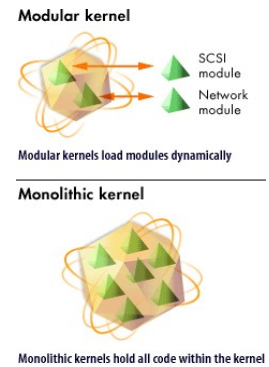 Modular kernel
SCSI
module
Network
module
Modular kernels load modules dynamically
Monolithic kernel
Monolithic kernels hold all code within the kernel